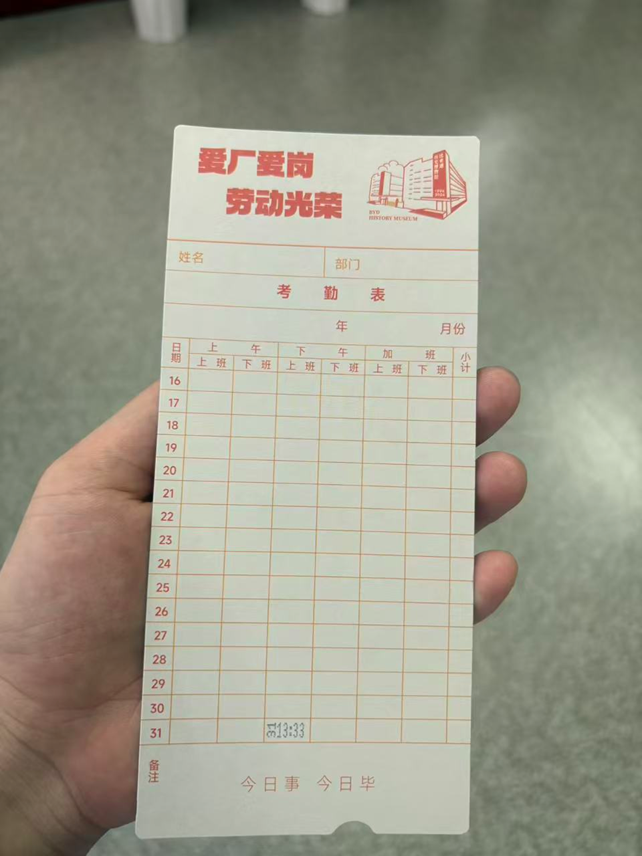 爱厂爱岗
劳动光荣
HISTORY MUSEUM
姓名 部门
考 勤 表
年 月份
日期 上 午 下 午 加 班 小计
上 班 下 班 上 班 下 班 上 班 下 班
16
17
18
19
20
21
22
23
24
25
26
27
28
29
30
31 31 13:33
备注
今日事 今日毕